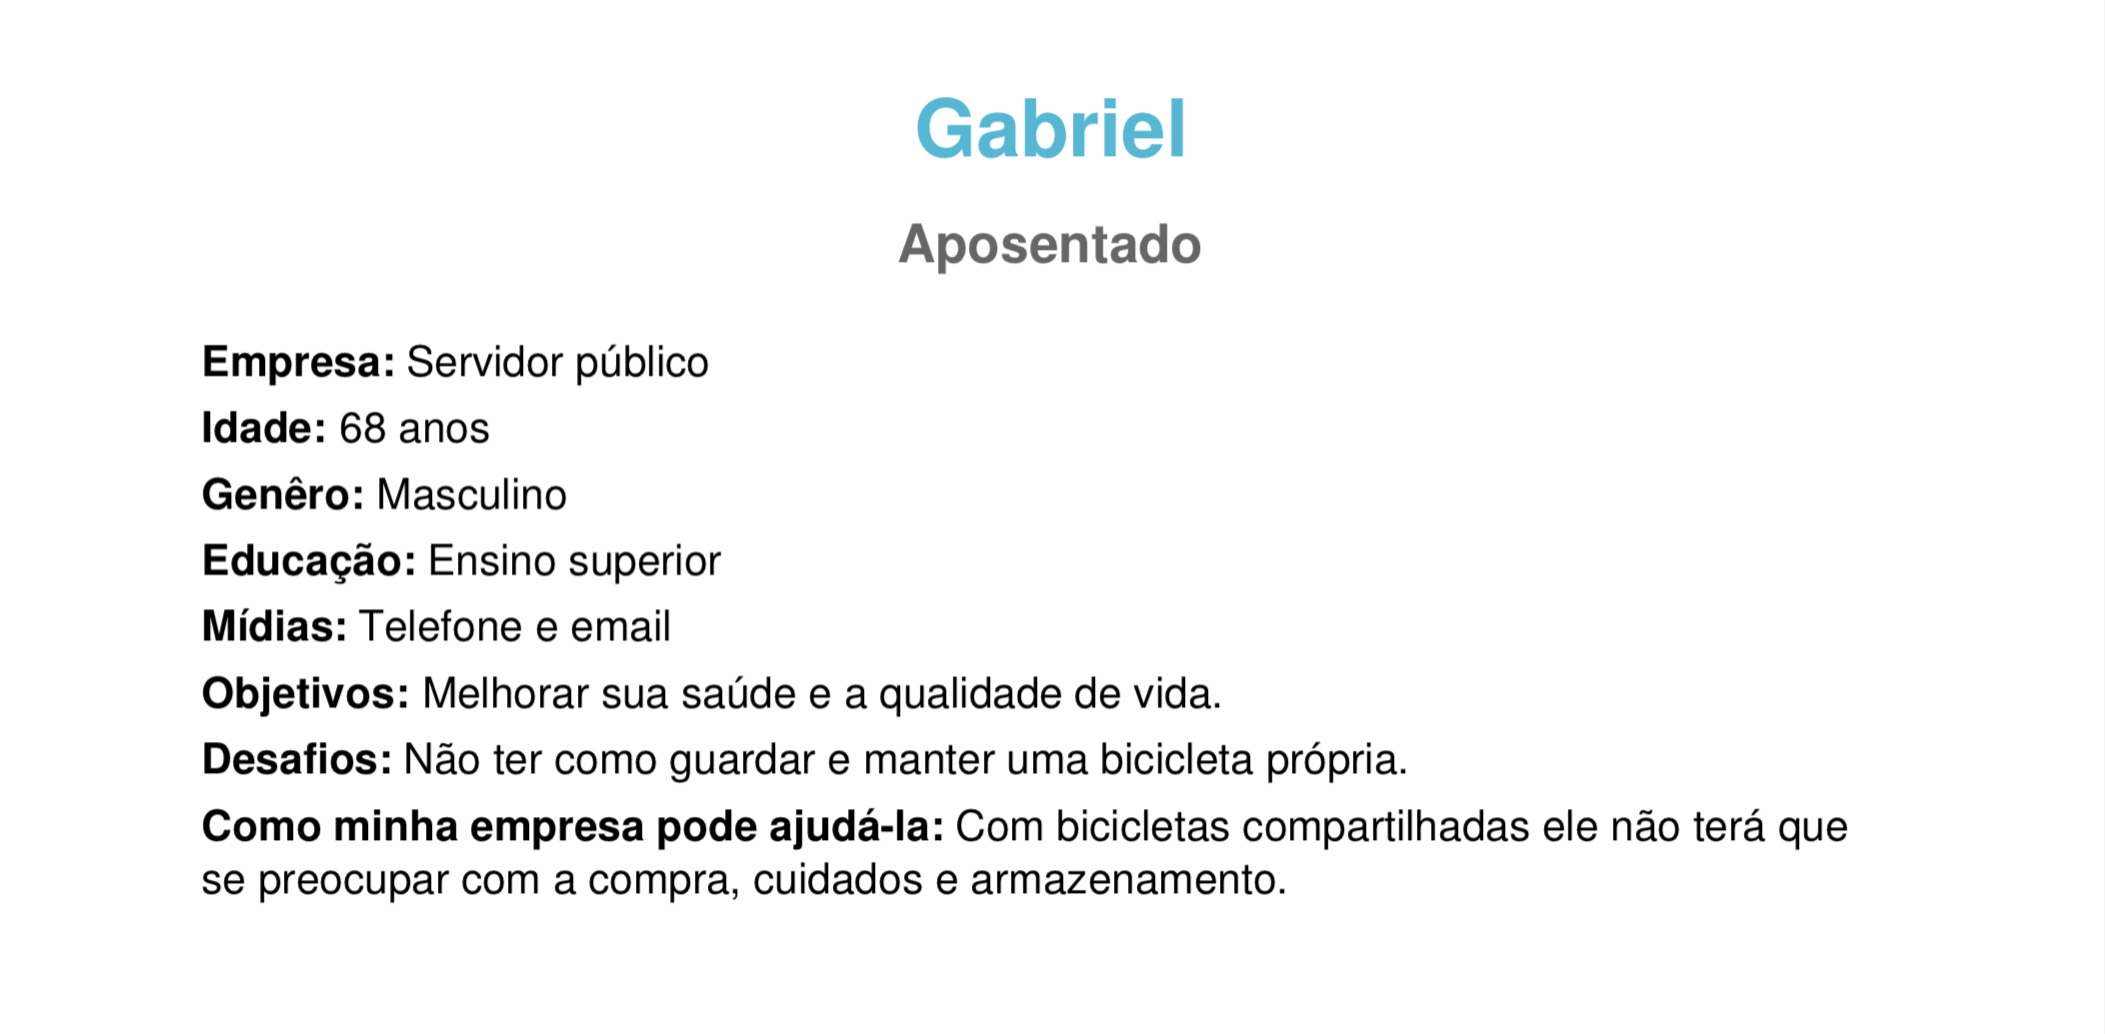 Gabriel
Aposentado
Empresa: Servidor público
Idade: 68 anos
Genêro: Masculino
Educação: Ensino superior
Mídias: Telefone e email
Objetivos: Melhorar sua saúde e a qualidade de vida.
Desafios: Não ter como guardar e manter uma bicicleta própria.
Como minha empresa pode ajudá-la: Com bicicletas compartilhadas ele não terá que
se preocupar com a compra, cuidados e armazenamento.